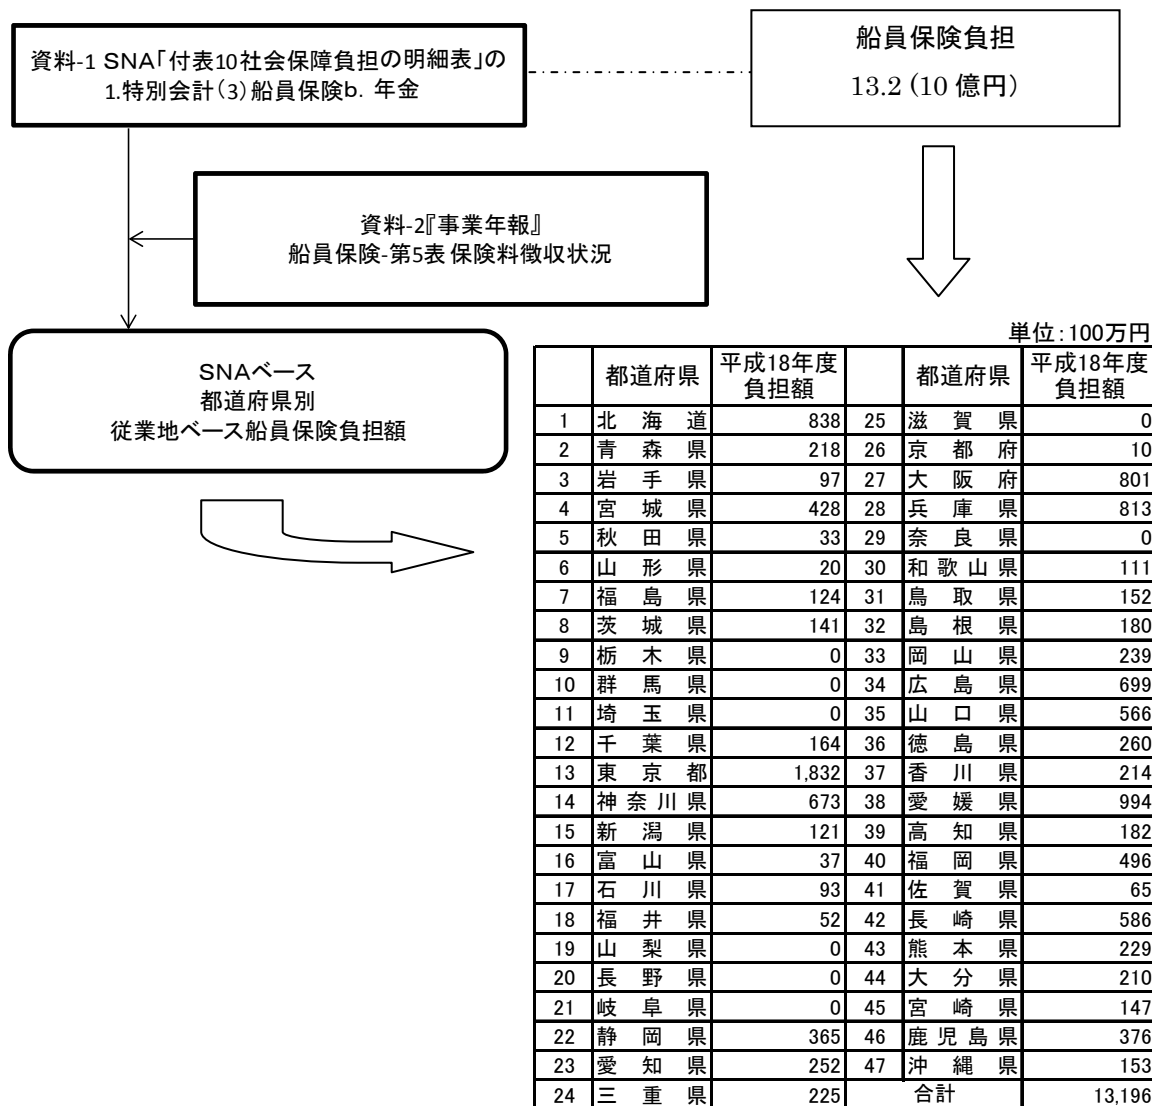 資料-1 SNA「付表10社会保障負担の明細表」の
1.特別会計(3)船員保険b. 年金
船員保険負担
13.2 (10 億円)
資料-2『事業年報』
船員保険-第5表 保険料徴収状況
SNAベース
都道府県別
従業地ベース船員保険負担額
単位:100万円
都道府県 平成18年度負担額 都道府県 平成18年度負担額
1 北海道 838 25 滋賀県 0
2 青森県 218 26 京都府 10
3 岩手県 97 27 大阪府 801
4 宮城県 428 28 兵庫県 813
5 秋田県 33 29 奈良県 0
6 山形県 20 30 和歌山県 111
7 福島県 124 31 鳥取県 152
8 茨城県 141 32 島根県 180
9 栃木県 0 33 岡山県 239
10 群馬県 0 34 広島県 699
11 埼玉県 0 35 山口県 566
12 千葉県 164 36 徳島県 260
13 東京都 1,832 37 香川県 214
14 神奈川県 673 38 愛媛県 994
15 新潟県 121 39 高知県 182
16 富山県 37 40 福岡県 496
17 石川県 93 41 佐賀県 65
18 福井県 52 42 長崎県 586
19 山梨県 0 43 熊本県 229
20 長野県 0 44 大分県 210
21 岐阜県 0 45 宮崎県 147
22 静岡県 365 46 鹿児島県 376
23 愛知県 252 47 沖縄県 153
24 三重県 225 合計 13,196